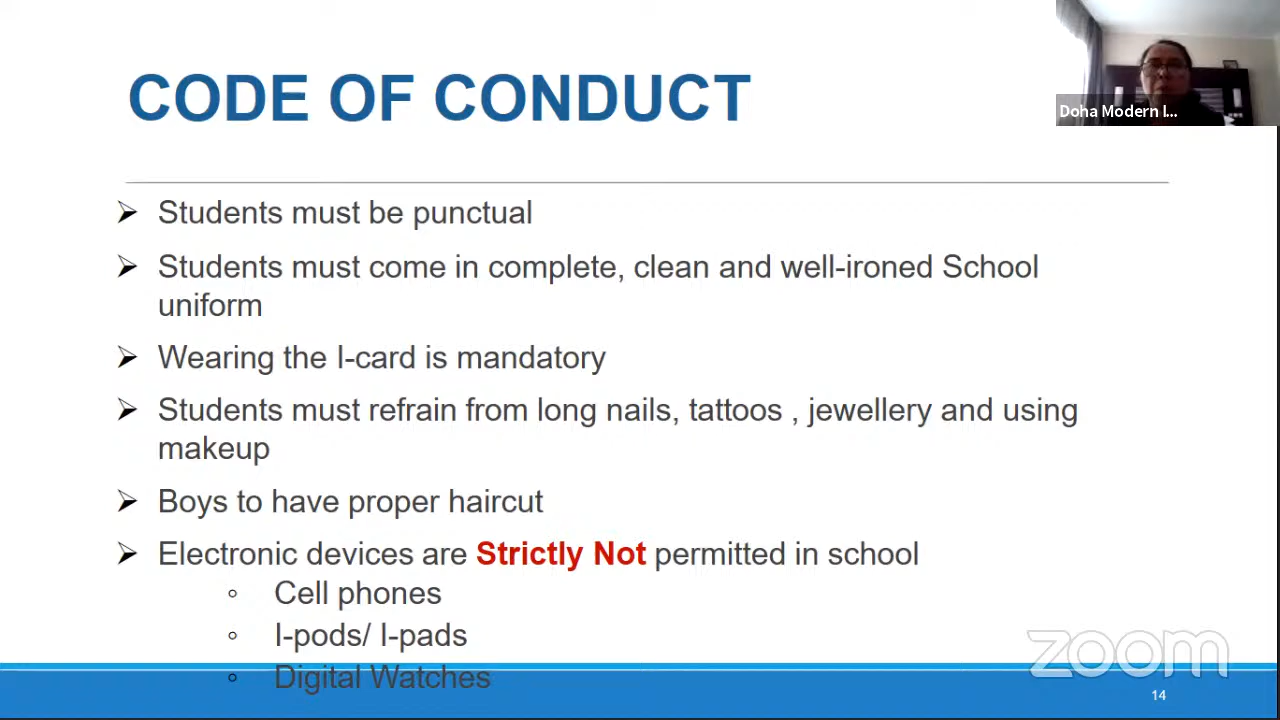 CODE OF CONDUCT
Doha Modern I...
Students must be punctual
Students must come in complete, clean and well-ironed School
uniform
Wearing the I-card is mandatory
Students must refrain from long nails, tattoos , jewellery and using
makeup
Boys to have proper haircut
Electronic devices are Strictly Not permitted in school
Cell phones
I-pods/ I-pads
Digital Watches
zoom
14